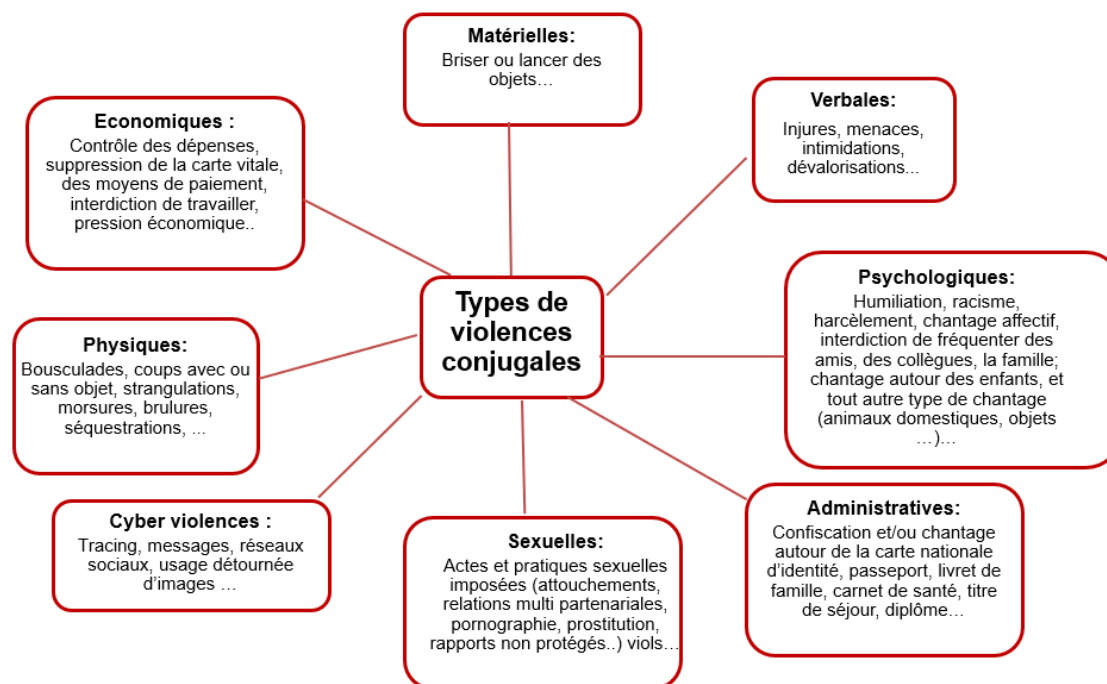 Matérielles:
Briser ou lancer des
objets…
Verbales:
Injures, menaces,
intimidations,
dévalorisations...
Economiques :
Contrôle des dépenses,
suppression de la carte vitale,
des moyens de paiement,
interdiction de travailler,
pression économique..
Types de
violences
conjugales
Psychologiques:
Humiliation, racisme,
harcèlement, chantage affectif,
interdiction de fréquenter des
amis, des collègues, la famille;
chantage autour des enfants, et
tout autre type de chantage
(animaux domestiques, objets
…)…
Physiques:
Bousculades, coups avec ou
sans objet, strangulations,
morsures, brulures,
séquestrations, ...
Cyber violences :
Tracing, messages, réseaux
sociaux, usage détournée
d’images …
Sexuelles:
Actes et pratiques sexuelles
imposées (attouchements,
relations multi partenariales,
pornographie, prostitution,
rapports non protégés..) viols…
Administratives:
Confiscation et/ou chantage
autour de la carte nationale
d’identité, passeport, livret de
famille, carnet de santé, titre
de séjour, diplôme…